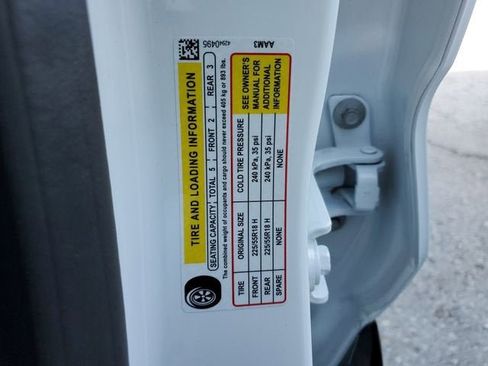 42940495
AAM3
TIRE AND LOADING INFORMATION
SEATING CAPACITY TOTAL 5 FRONT 2 REAR 3
The combined weight of occupants and cargo should never exceed 405 kg or 893 lbs.
TIRE ORIGINAL SIZE COLD TIRE PRESSURE
FRONT 225/55R18 H 240 kPa, 35 psi
REAR 225/55R18 H 240 kPa, 35 psi
SPARE NONE NONE
SEE OWNER'S
MANUAL FOR
ADDITIONAL
INFORMATION